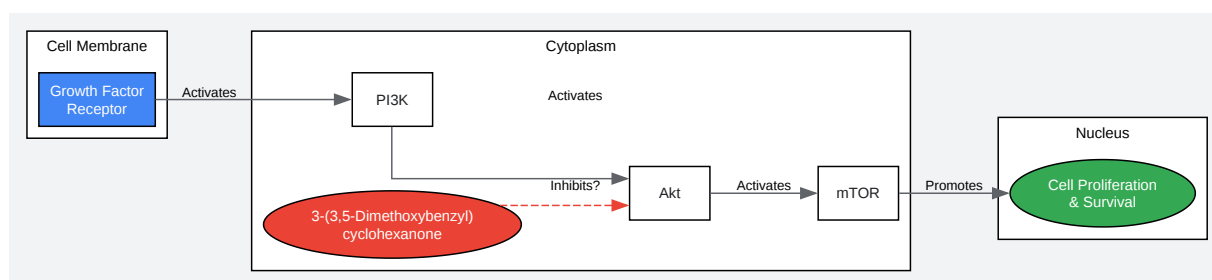 Cell Membrane
Growth Factor
Receptor
Activates
Cytoplasm
PI3K
Activates
Inhibits?
3-(3,5-Dimethoxybenzyl)
cyclohexanone
Akt
Activates
mTOR
Promotes
Nucleus
Cell Proliferation
& Survival